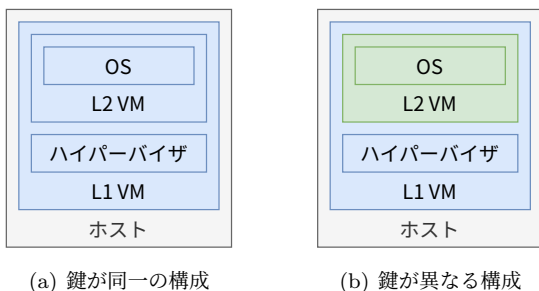 OS
L2 VM
ハイパーバイザ
L1 VM
ホスト
(a) 鍵が同一の構成
OS
L2 VM
ハイパーバイザ
L1 VM
ホスト
(b) 鍵が異なる構成